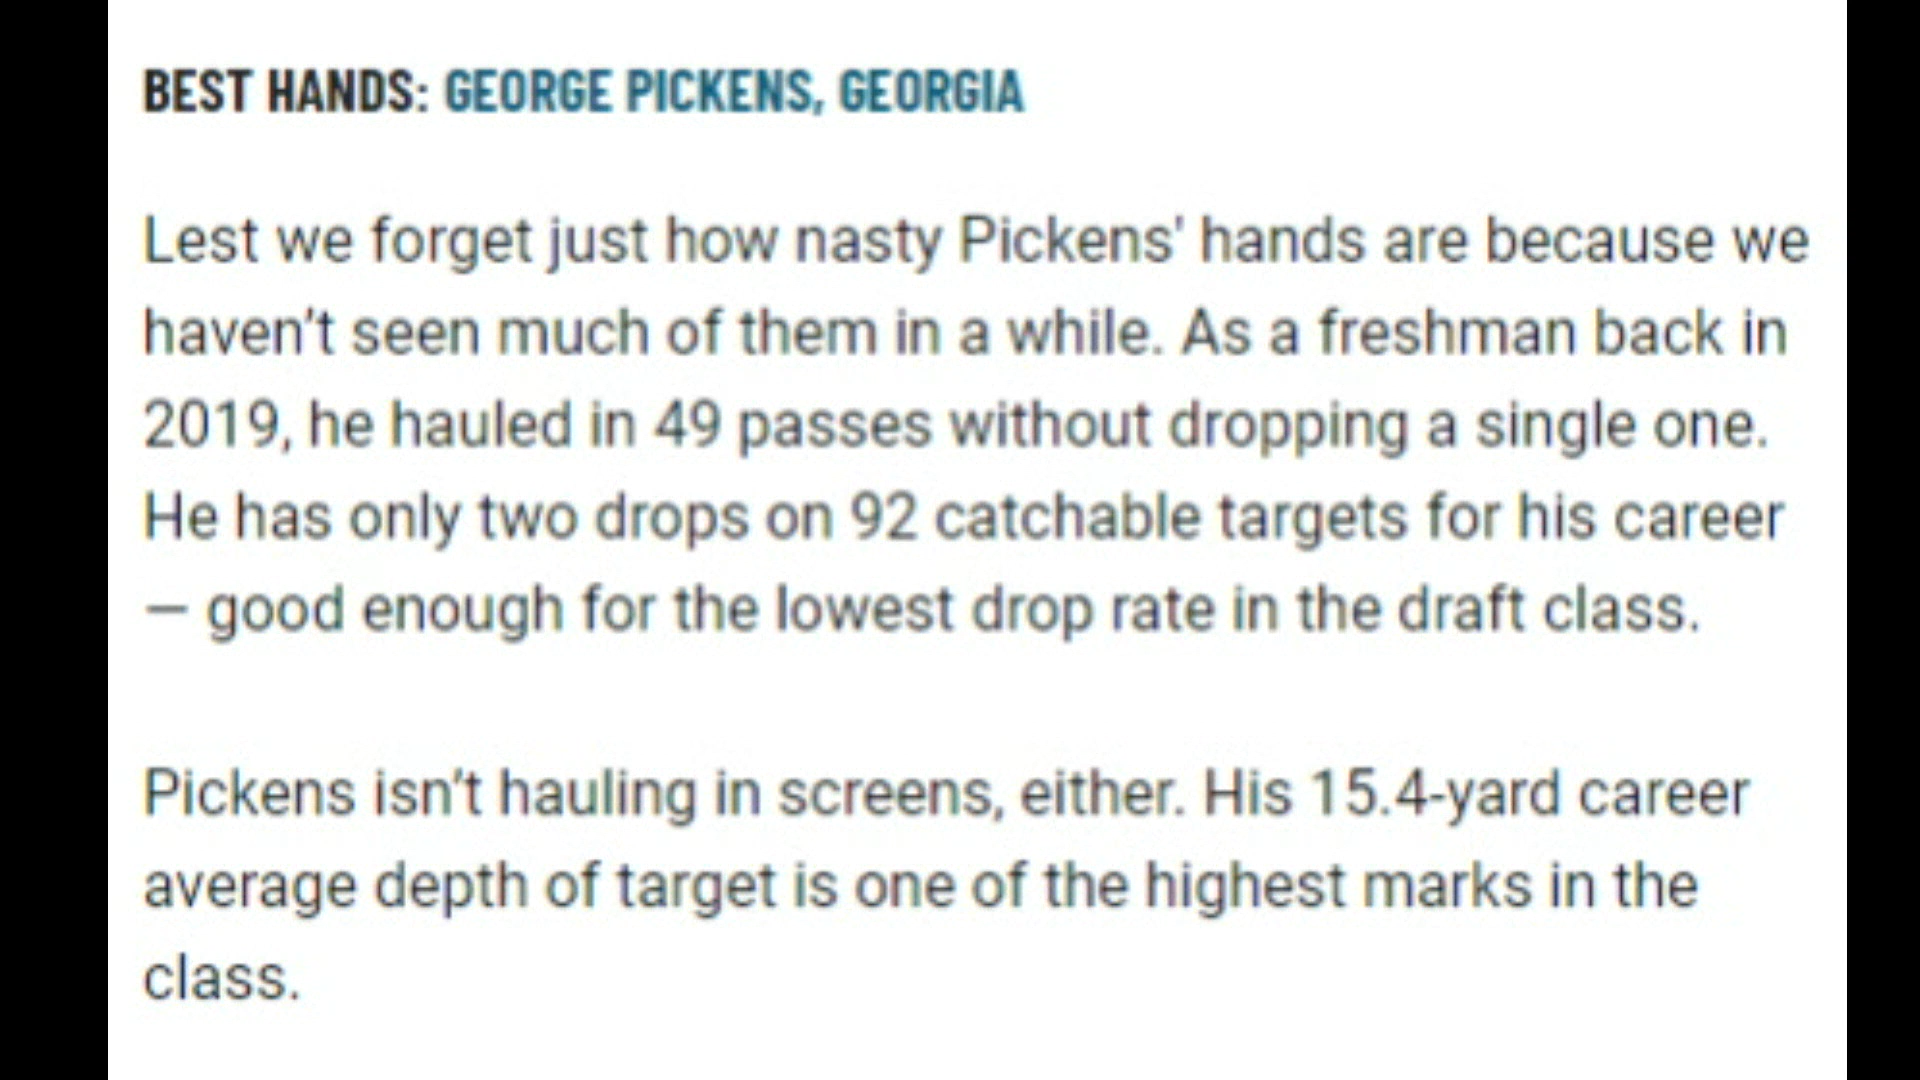 BEST HANDS: GEORGE PICKENS, GEORGIA
Lest we forget just how nasty Pickens' hands are because we
haven't seen much of them in a while. As a freshman back in
2019, he hauled in 49 passes without dropping a single one.
He has only two drops on 92 catchable targets for his career
— good enough for the lowest drop rate in the draft class.
Pickens isn't hauling in screens, either. His 15.4-yard career
average depth of target is one of the highest marks in the
class.